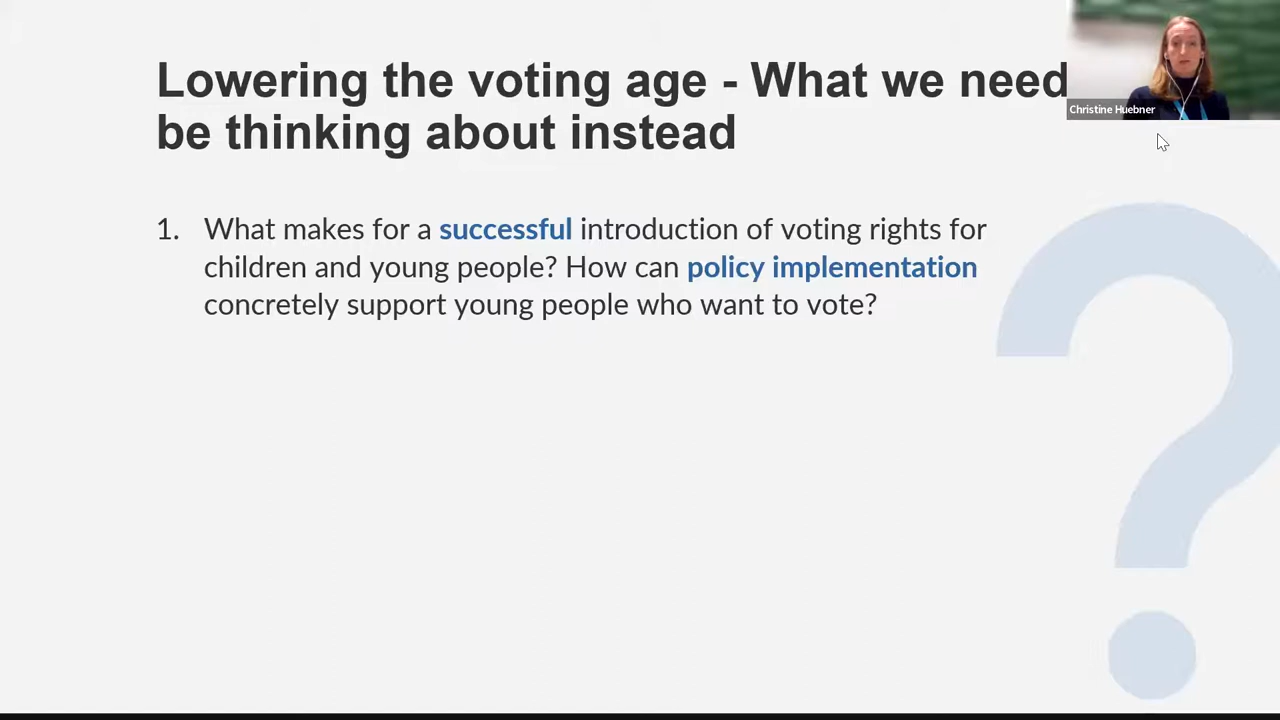 Lowering the voting age - What we need
be thinking about instead
Christine Huebner
1. What makes for a successful introduction of voting rights for
children and young people? How can policy implementation
concretely support young people who want to vote?